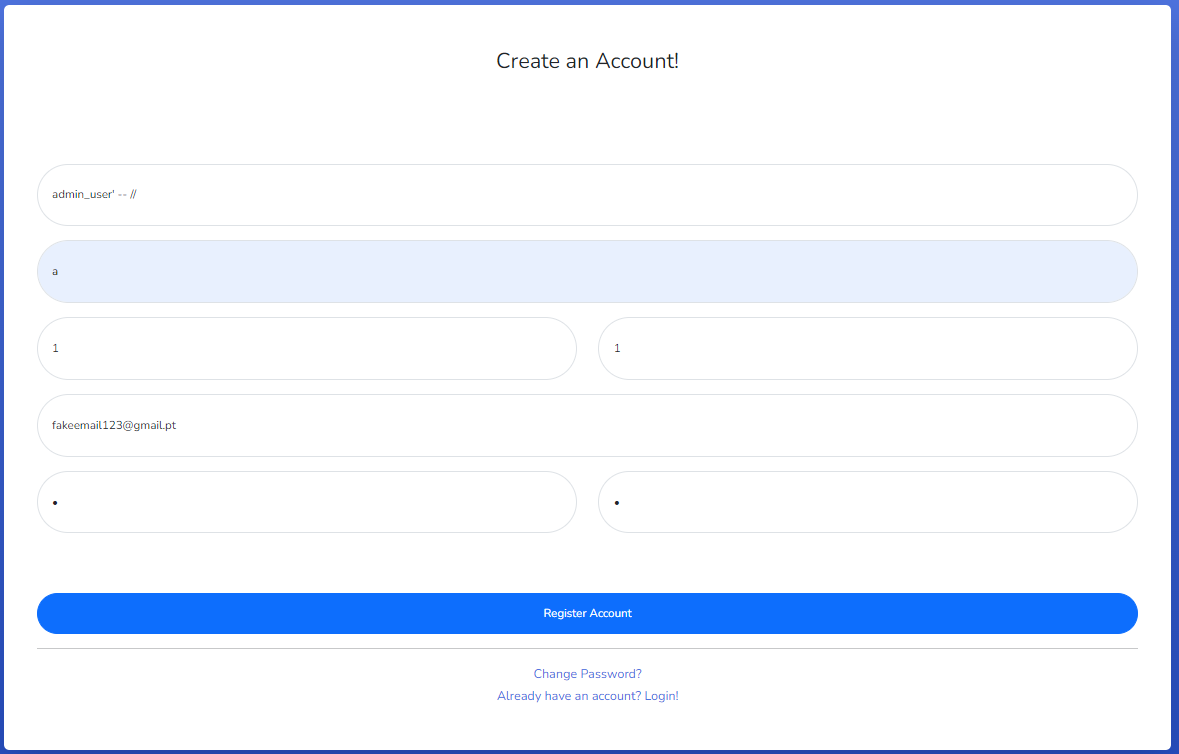 Create an Account!
admin_user' -- //
a
1 1
fakeemail123@gmail.pt
• •
Register Account
Change Password?
Already have an account? Login!